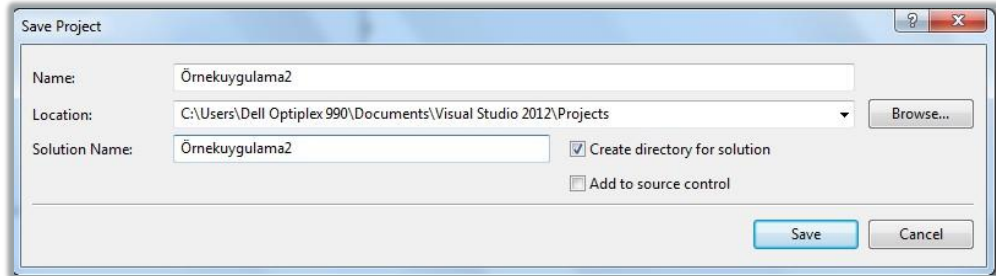 Save Project
Name: Örnekuygulama2
Location: C:\Users\Dell Optiplex 990\Documents\Visual Studio 2012\Projects Browse...
Solution Name: Örnekuygulama2 Create directory for solution
Add to source control
Save Cancel